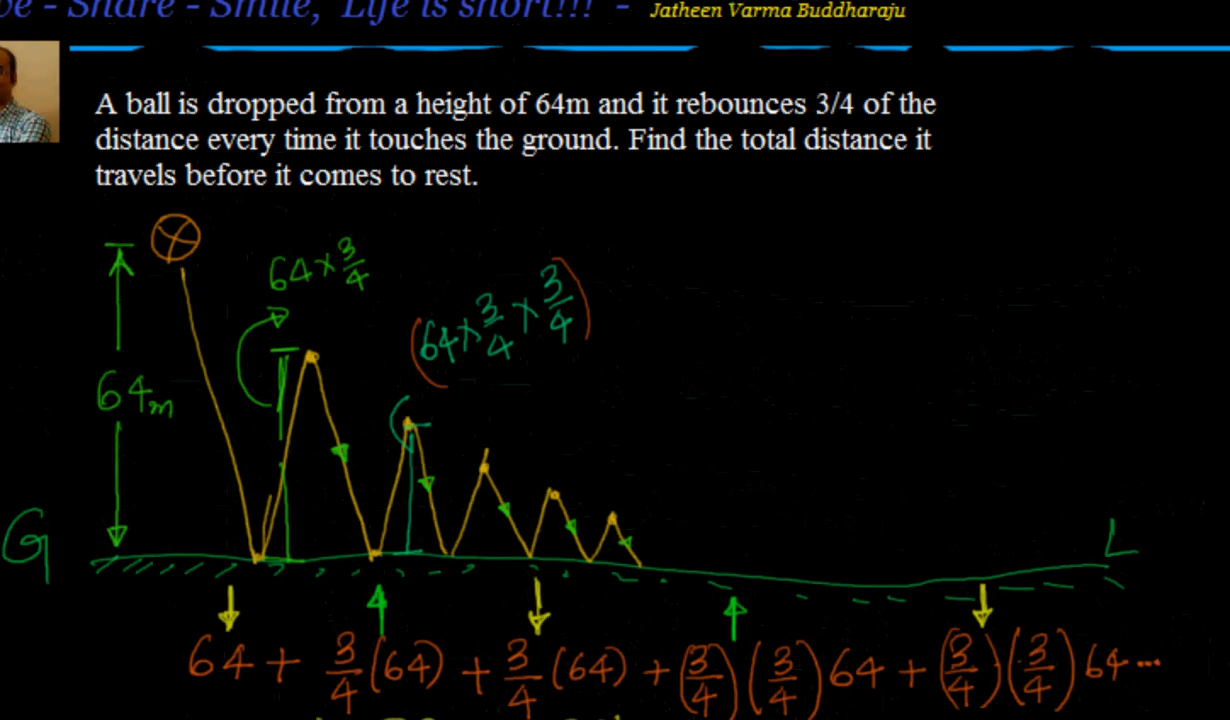 - Share - Smile, Life is short!!! - Jatheen Varma Buddharaju
A ball is dropped from a height of 64m and it rebounces 3/4 of the
distance every time it touches the ground. Find the total distance it
travels before it comes to rest.
64×3/4
(64×3/4×3/4)
64m
G L
64 + 3/4(64) + 3/4(64) + (3/4)(3/4)64 + (3/4)(3/4)64...